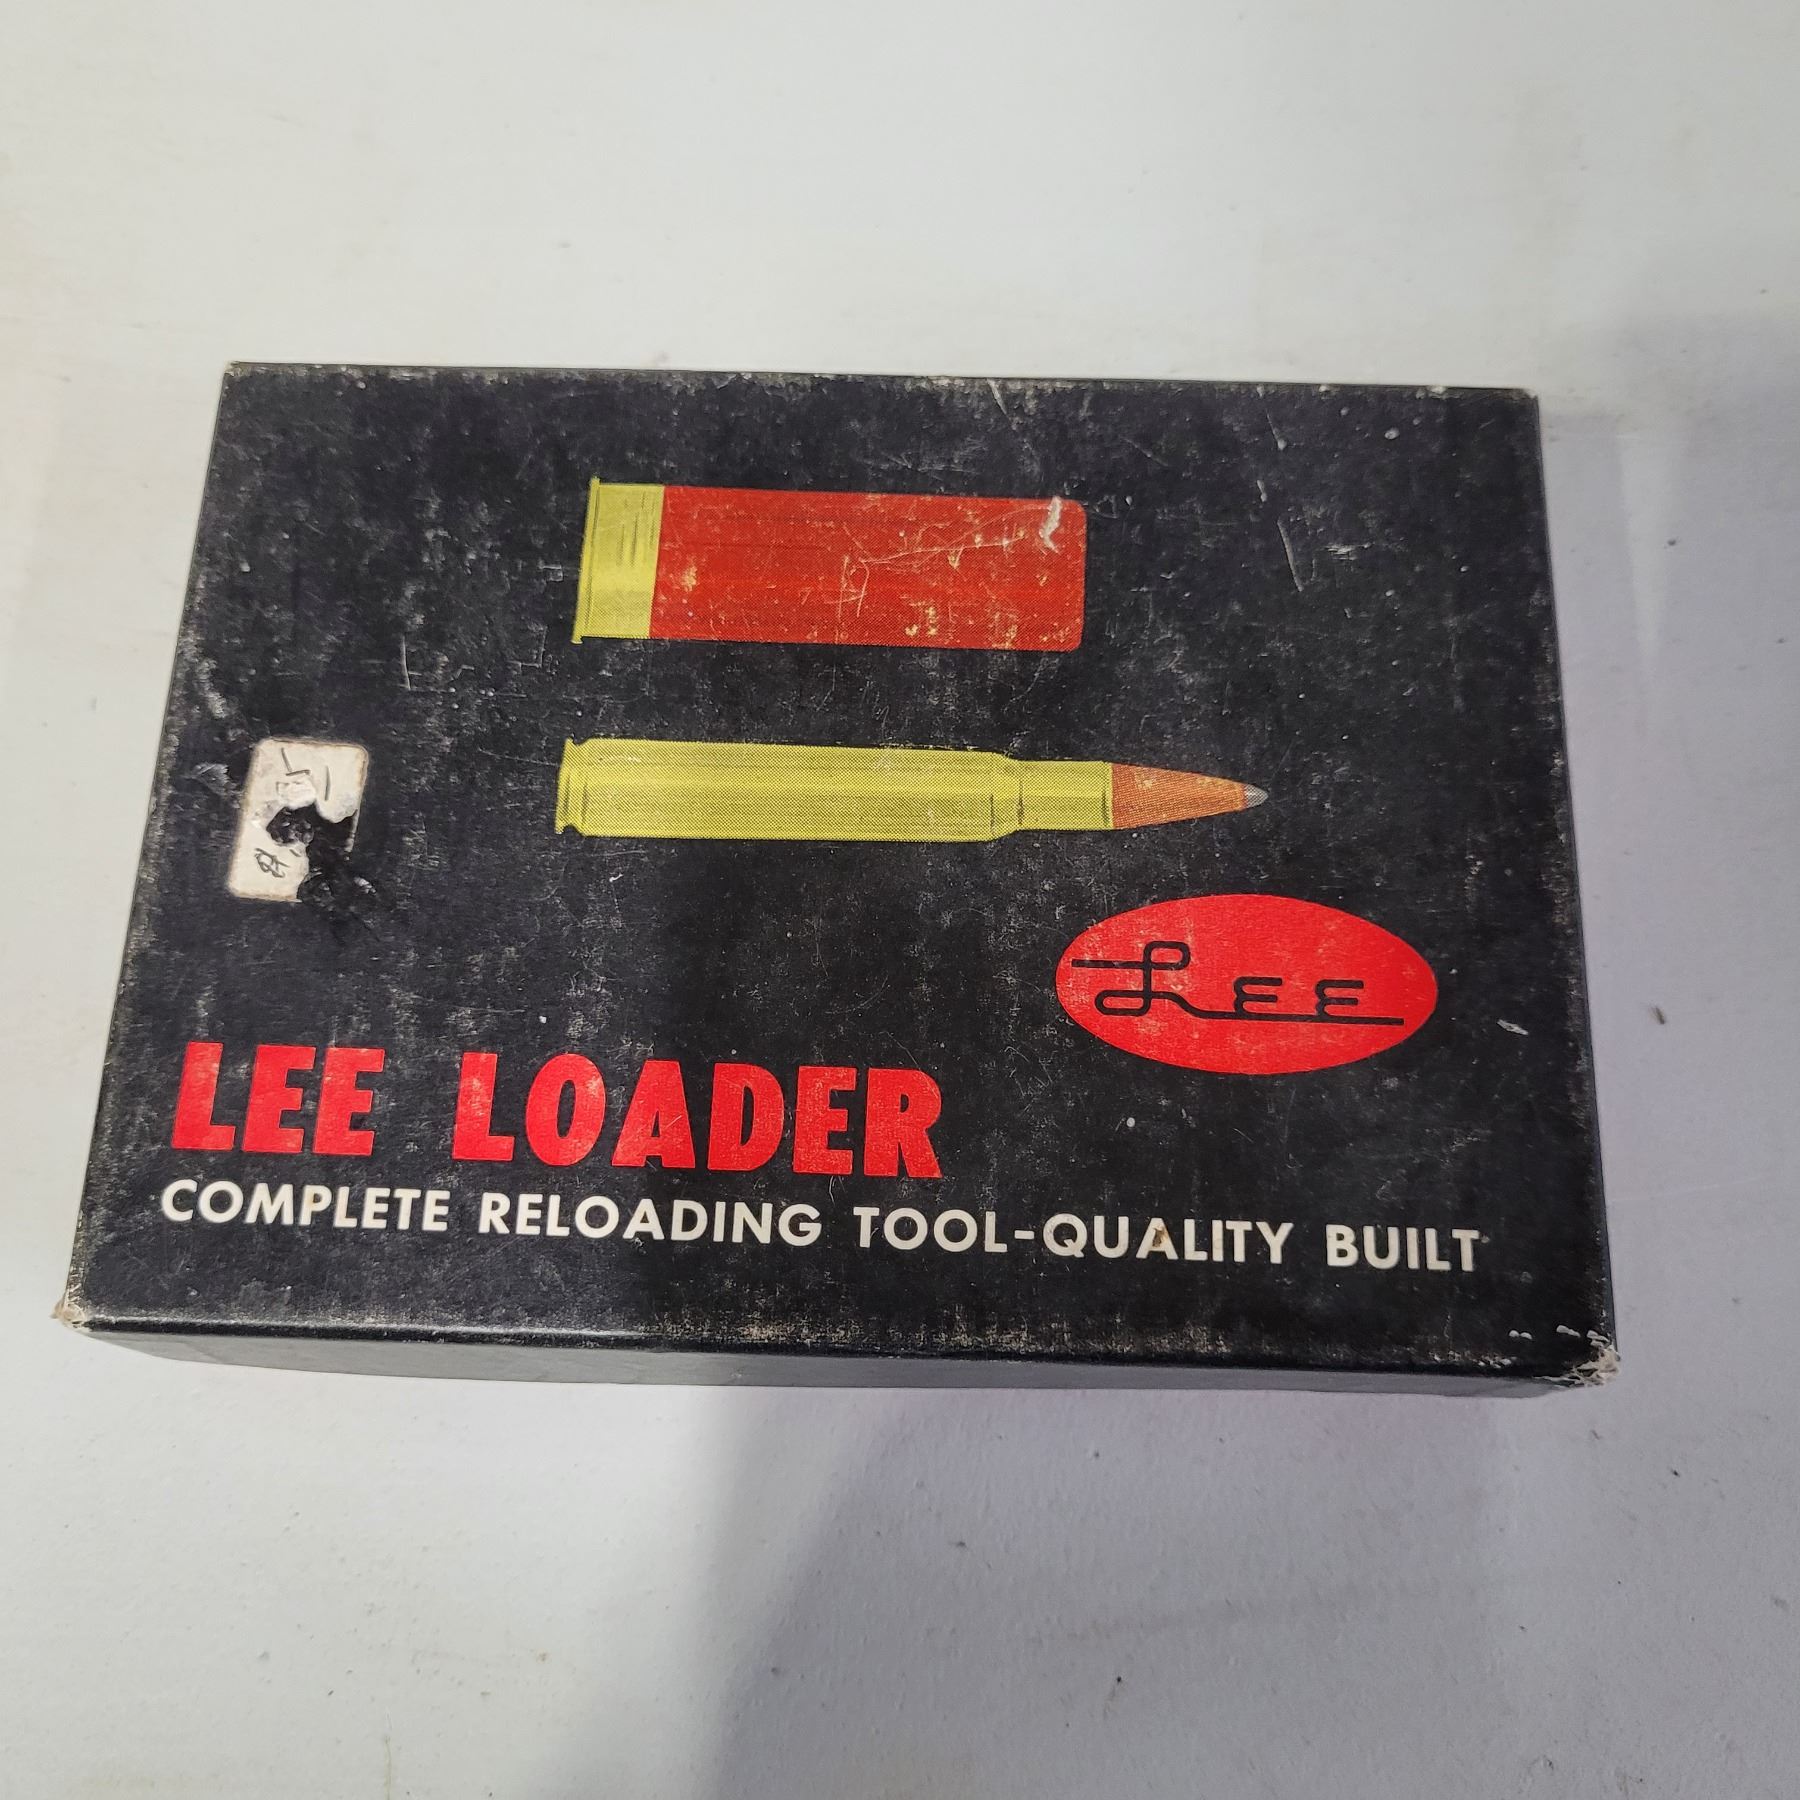 LEE
LEE LOADER
COMPLETE RELOADING TOOL-QUALITY BUILT